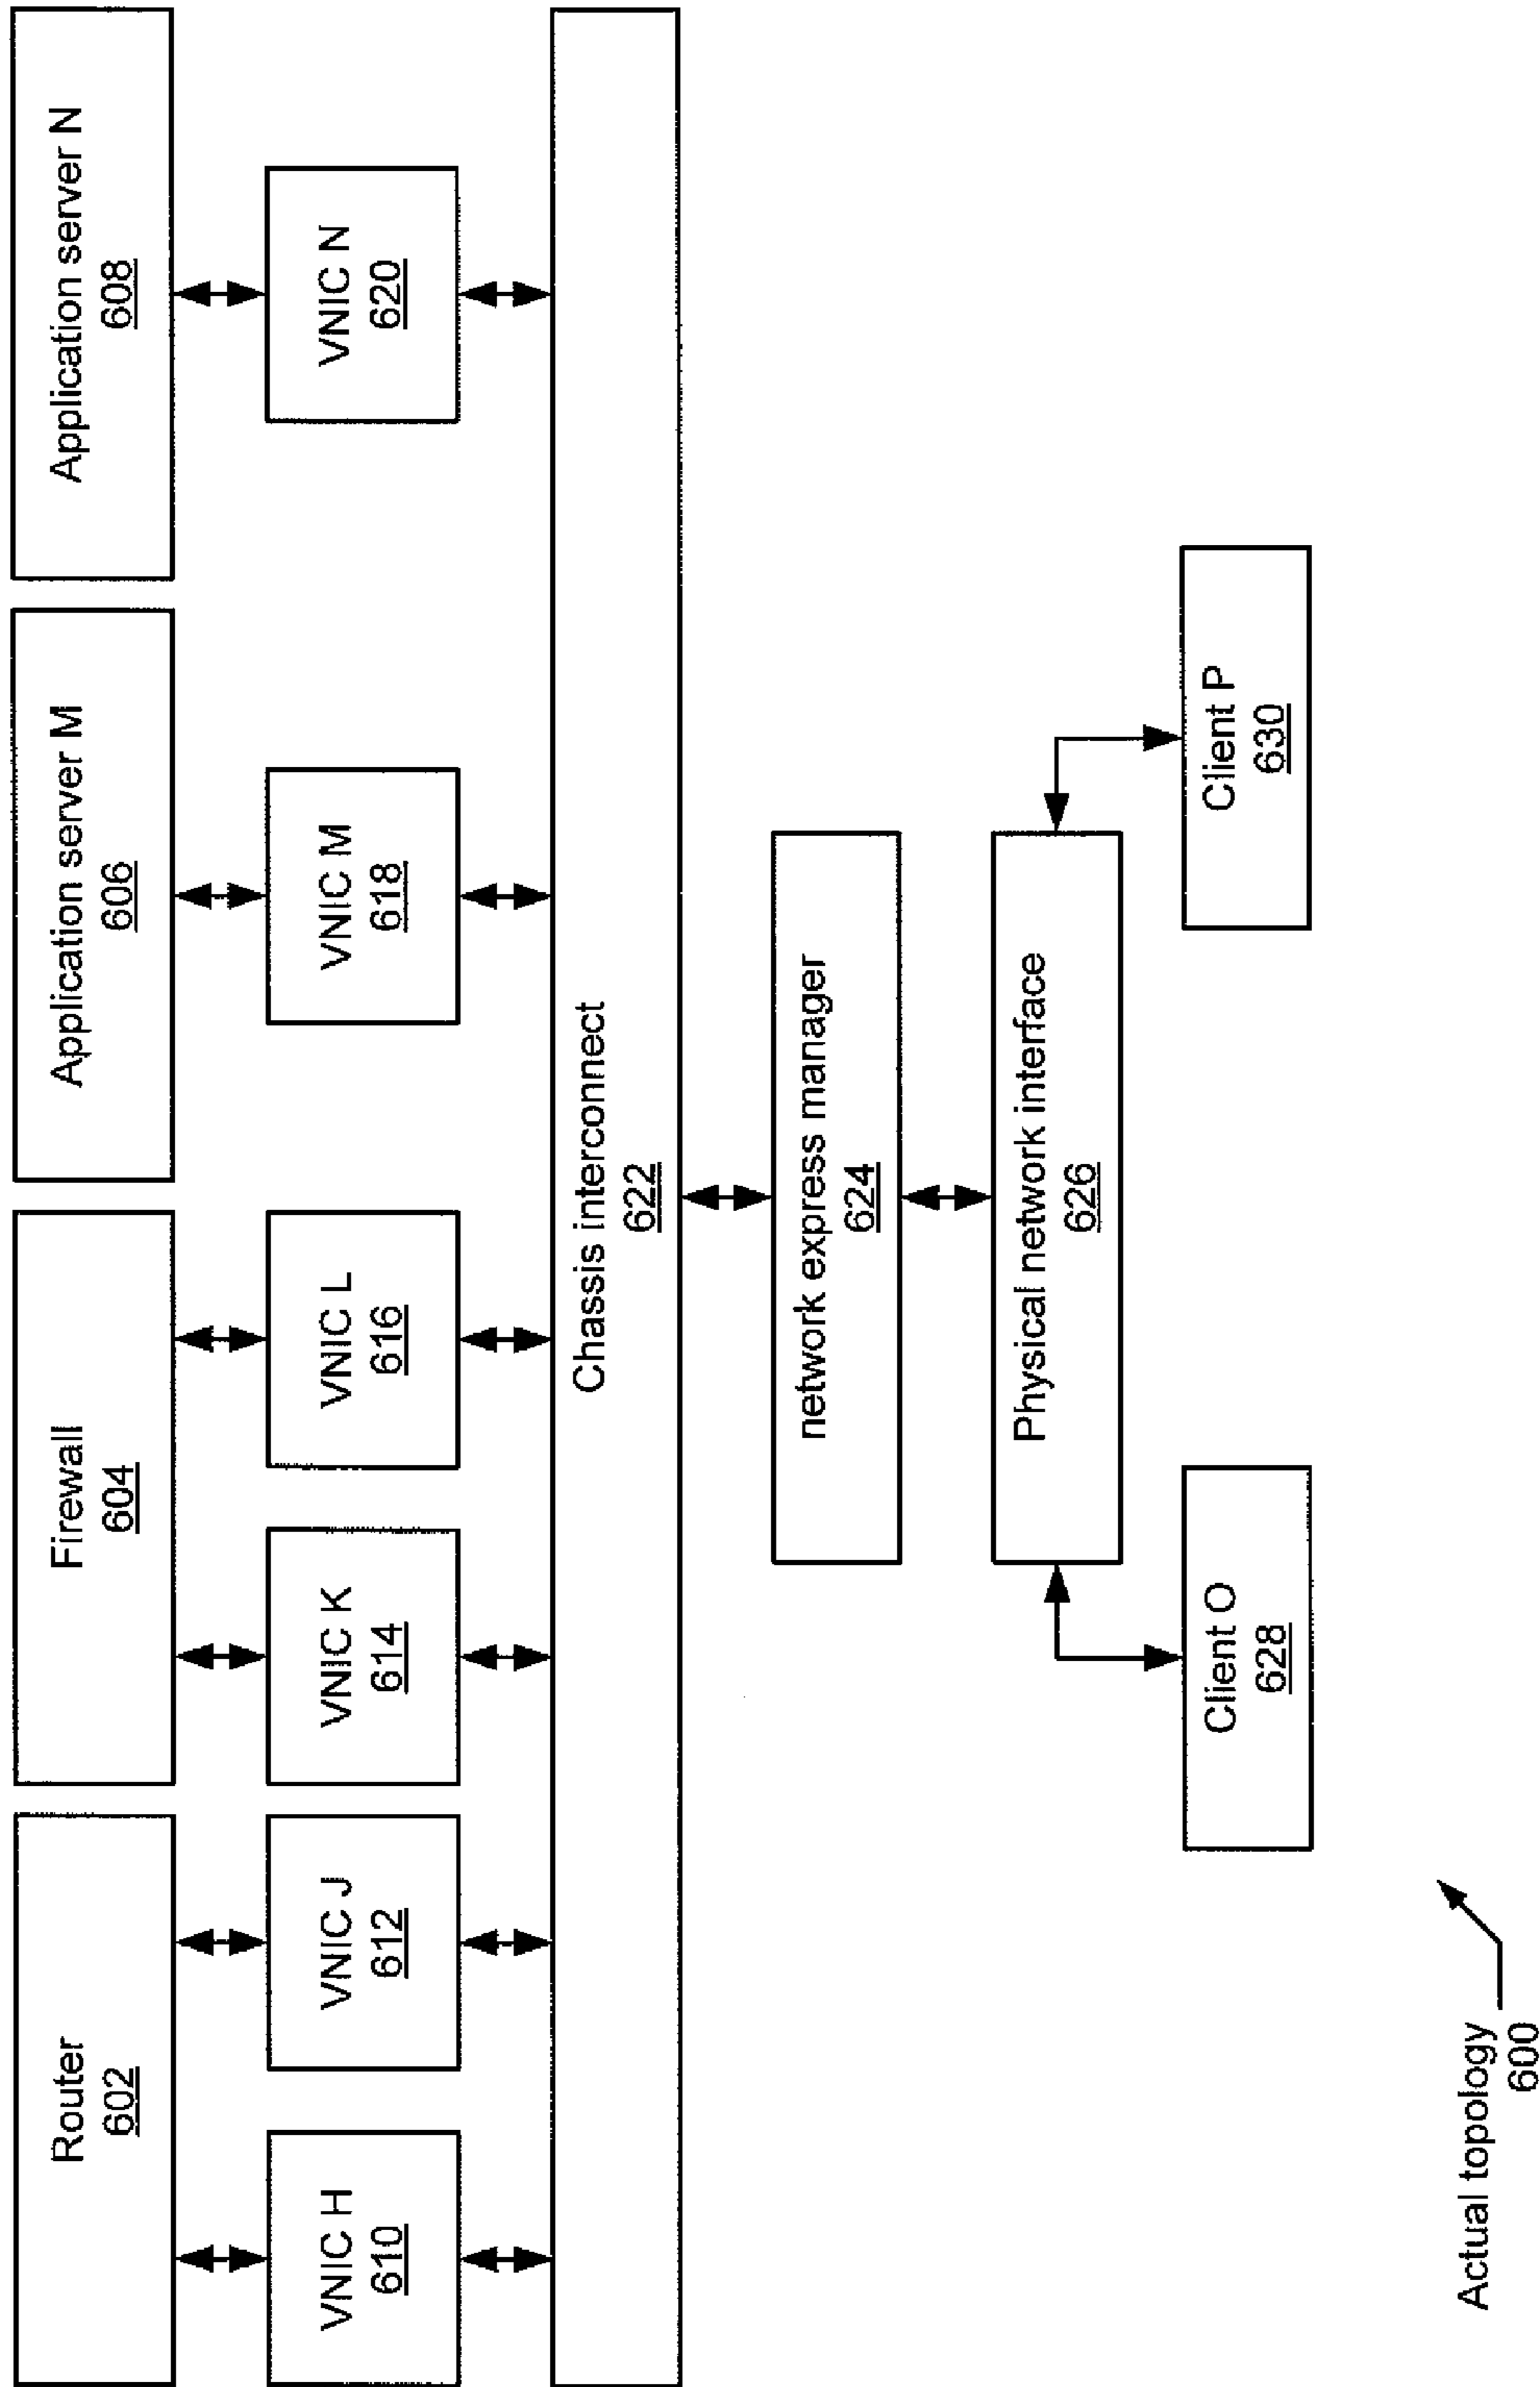 Router
602
Firewall
604
Application server M
606
Application server N
608
VNIC H
610
VNIC J
612
VNIC K
614
VNIC L
616
VNIC M
618
VNIC N
620
Chassis interconnect
622
network express manager
624
Physical network interface
626
Client O
628
Client P
630
Actual topology
600